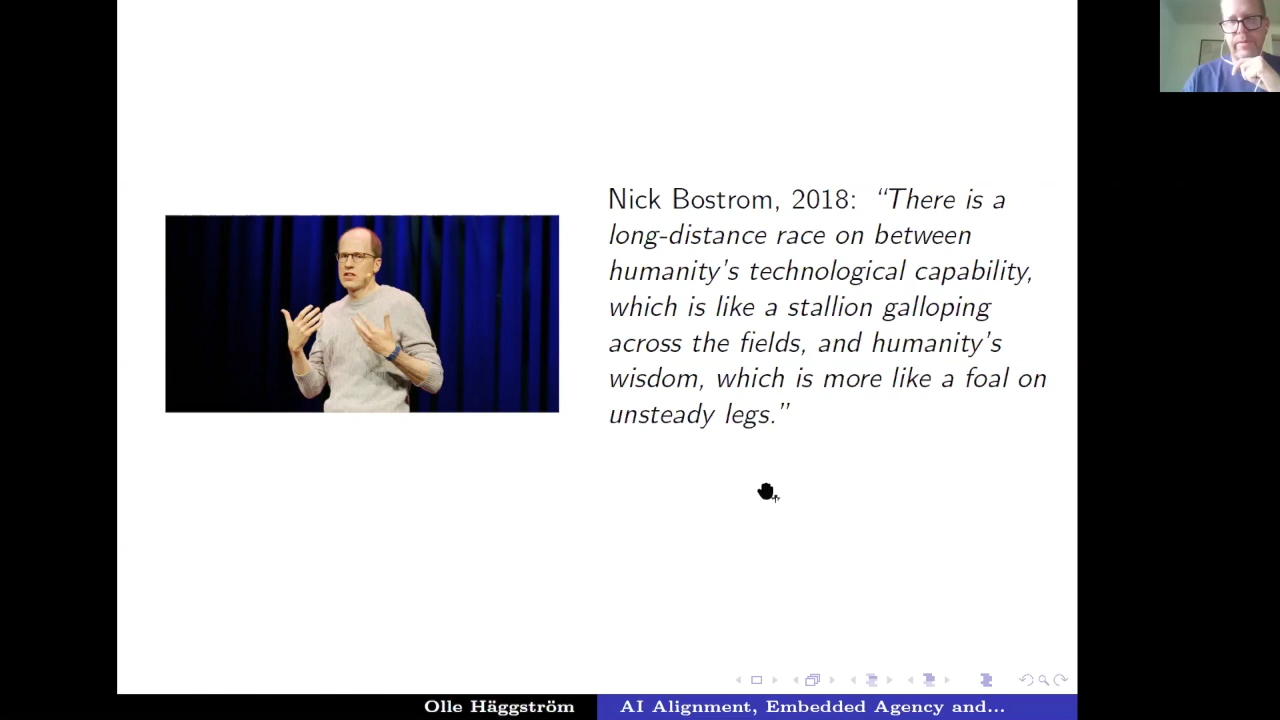 Nick Bostrom, 2018: “There is a
long-distance race on between
humanity’s technological capability,
which is like a stallion galloping
across the fields, and humanity’s
wisdom, which is more like a foal on
unsteady legs.”
Olle Häggström
AI Alignment, Embedded Agency and...